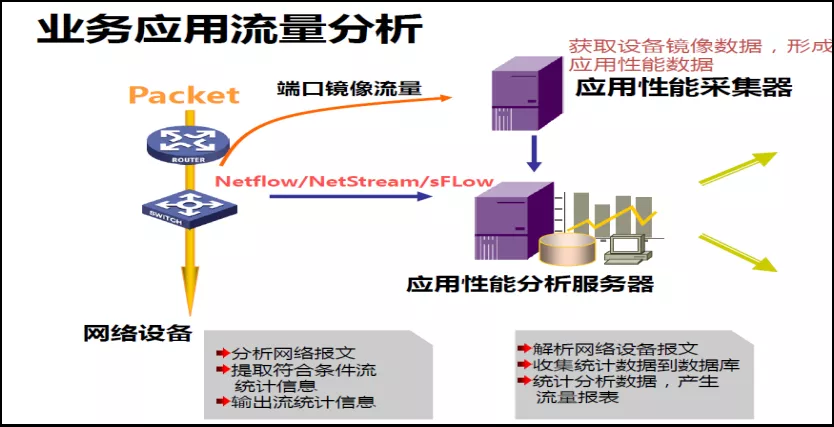 业务应用流量分析
获取设备镜像数据，形成
应用性能数据
应用性能采集器
端口镜像流量
Packet
ROUTER
Netflow/NetStream/sFLow
SWITCH
应用性能分析服务器
网络设备
分析网络报文
提取符合条件流
统计信息
输出流统计信息
解析网络设备报文
收集统计数据到数据库
统计分析数据，产生
流量报表